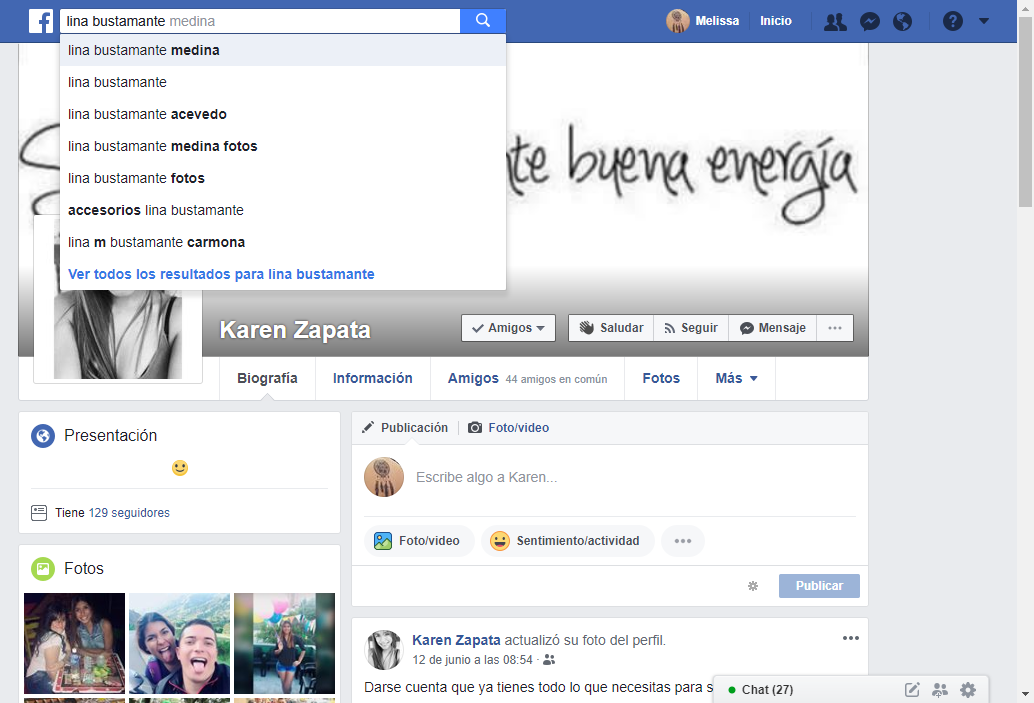 f lina bustamante medina Melissa Inicio
lina bustamante medina
lina bustamante
lina bustamante acevedo
lina bustamante medina fotos
lina bustamante fotos
accesorios lina bustamante
lina m bustamante carmona
Ver todos los resultados para lina bustamante
te buena energía
Karen Zapata
Amigos Saludar Seguir Mensaje
Biografía Información Amigos 44 amigos en común Fotos Más
Presentación
Tiene 129 seguidores
Fotos
Publicación Foto/video
Escribe algo a Karen...
Foto/video Sentimiento/actividad
Publicar
Karen Zapata actualizó su foto del perfil.
12 de junio a las 08:54 ·
Darse cuenta que ya tienes todo lo que necesitas para s
Chat (27)